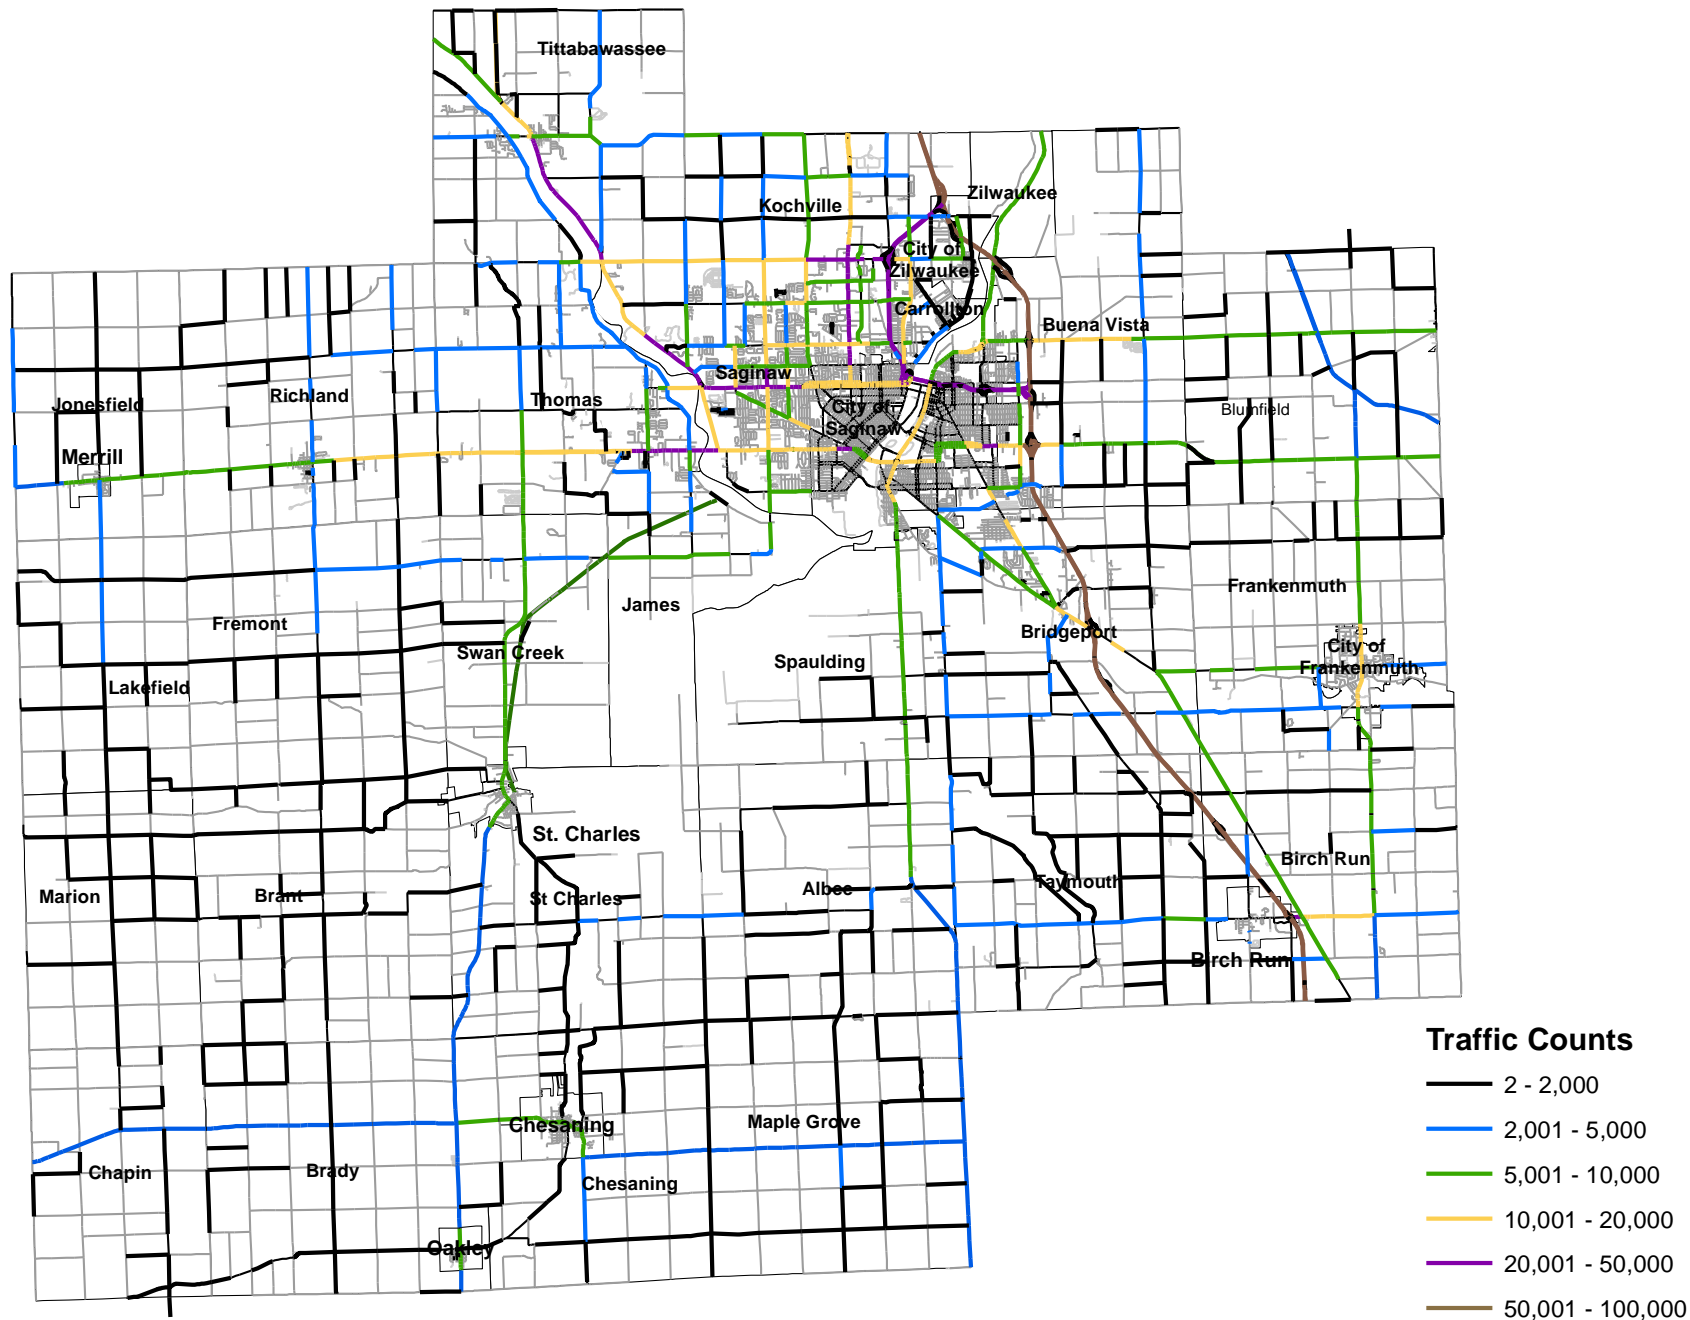 Tittabawassee
Kochville
Zilwaukee
City of
Zilwaukee
Carrollton
Buena Vista
Saginaw
Jonesfield
Richland
Thomas
City of
Saginaw
Blumfield
Merrill
James
Frankenmuth
Fremont
Bridgeport
Swan Creek
Spaulding
City of
Frankenmuth
Lakefield
St. Charles
Birch Run
Marion
Brant
St Charles
Albee
Taymouth
Birch Run
Chesaning
Maple Grove
Chapin
Brady
Chesaning
Oakley
Traffic Counts
2 - 2,000
2,001 - 5,000
5,001 - 10,000
10,001 - 20,000
20,001 - 50,000
50,001 - 100,000